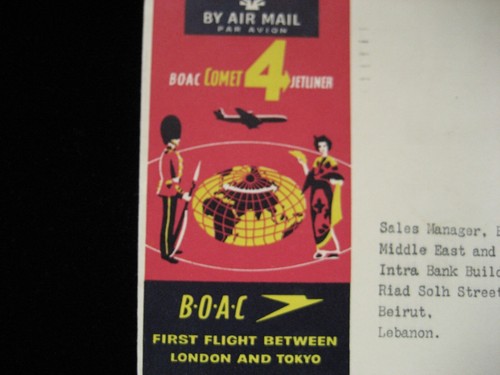 BY AIR MAIL
PAR AVION
BOAC COMET 4 JETLINER
B·O·A·C
FIRST FLIGHT BETWEEN
LONDON AND TOKYO
Sales Manager,
Middle East and
Intra Bank
Riad Solh Street
Beirut,
Lebanon.